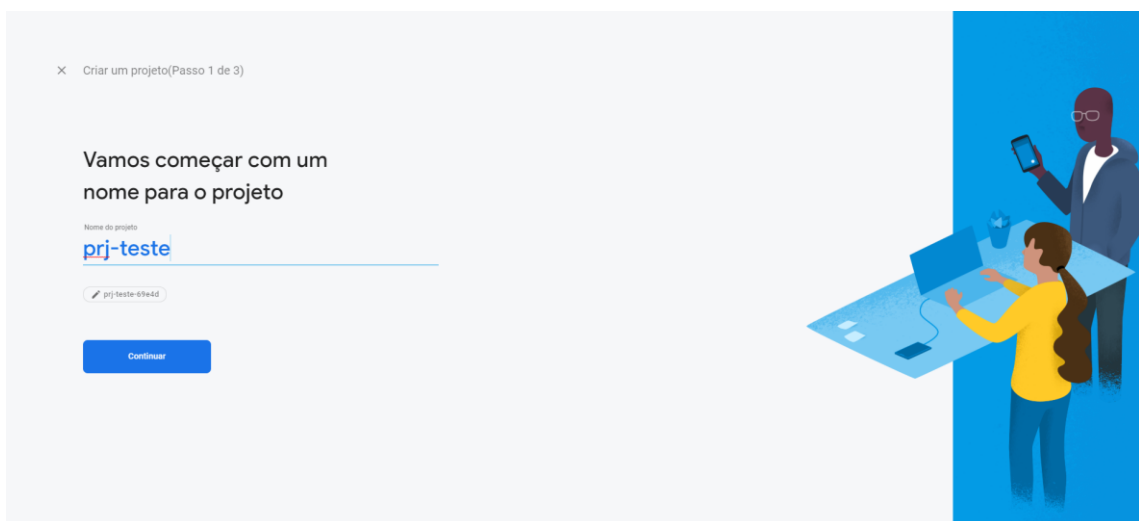 Criar um projeto(Passo 1 de 3)
Vamos começar com um
nome para o projeto
Nome do projeto
prj-teste
prj-teste-69e4d
Continuar